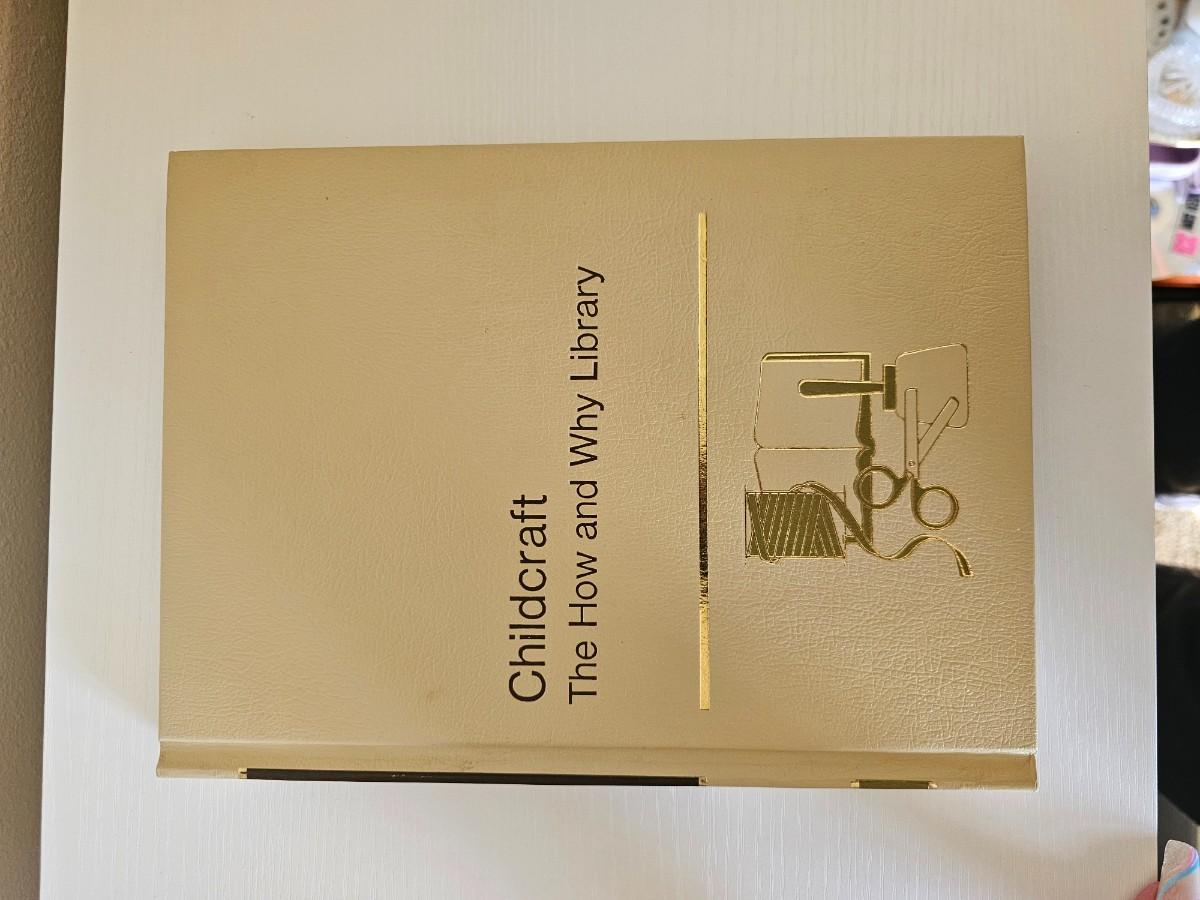 Childcraft
The How and Why Library